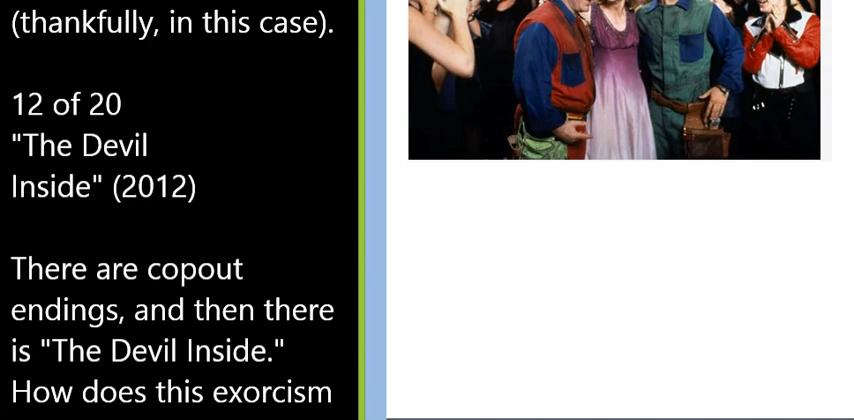 (thankfully, in this case).
12 of 20
"The Devil
Inside" (2012)
There are copout
endings, and then there
is "The Devil Inside."
How does this exorcism